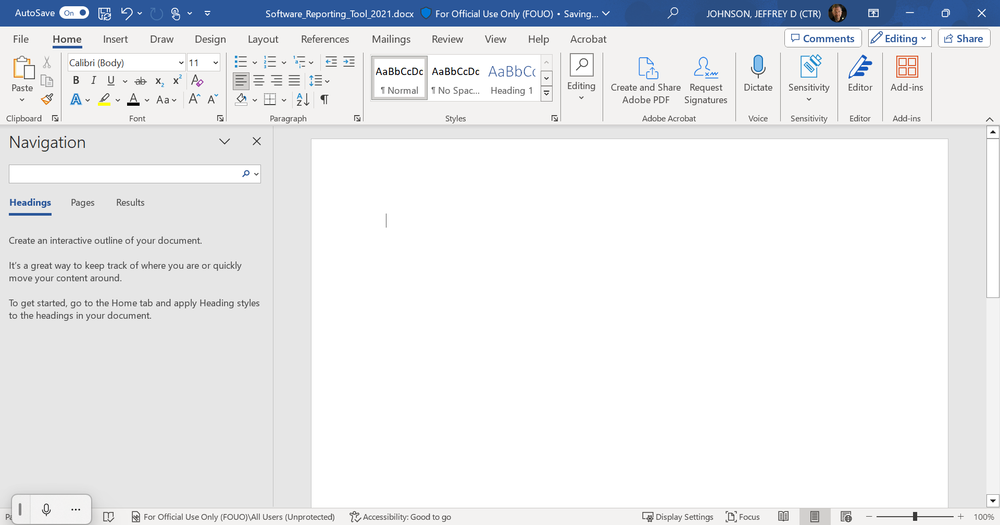 AutoSave On Software_Reporting_Tool_2021.docx For Official Use Only (FOUO) • Saving... JOHNSON, JEFFREY D (CTR)
File Home Insert Draw Design Layout References Mailings Review View Help Acrobat Comments Editing Share
Paste
Clipboard
Calibri (Body) 11
B I U ab x2 x2 A
A A Aa A A
Font
Paragraph
AaBbCcDc AaBbCcDc AaBbCc
¶ Normal ¶ No Spac... Heading 1
Styles
Editing
Create and Share
Adobe PDF
Request
Signatures
Adobe Acrobat
Dictate
Voice
Sensitivity
Sensitivity
Editor
Editor
Add-ins
Add-ins
Navigation
Headings Pages Results
Create an interactive outline of your document.
It's a great way to keep track of where you are or quickly
move your content around.
To get started, go to the Home tab and apply Heading styles
to the headings in your document.
For Official Use Only (FOUO)\All Users (Unprotected) Accessibility: Good to go Display Settings Focus 100%